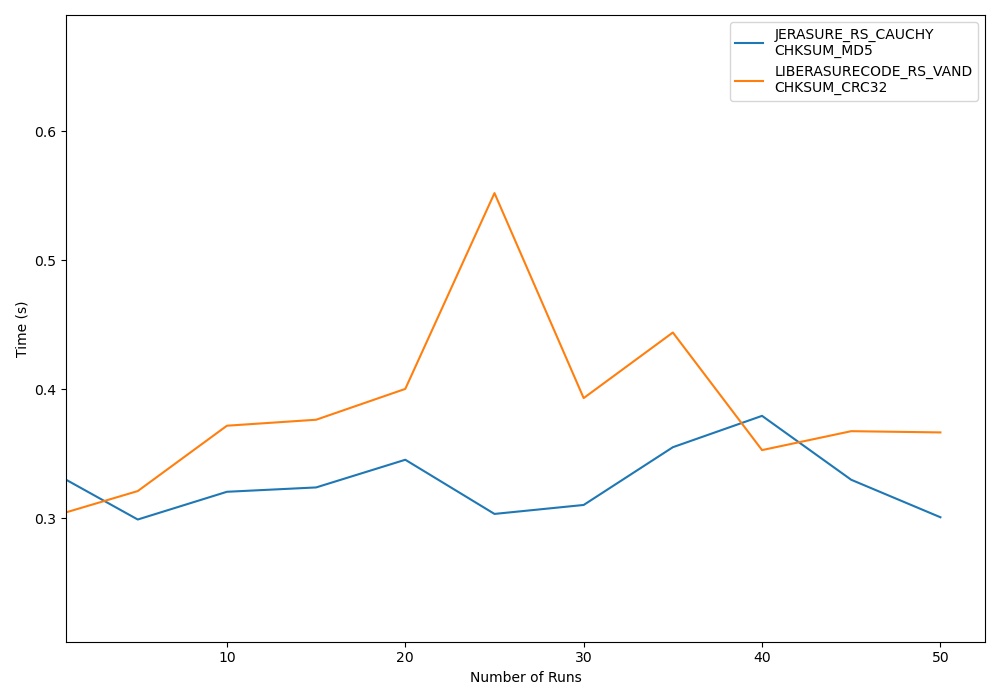 JERASURE_RS_CAUCHY
CHKSUM_MD5
LIBERASURECODE_RS_VAND
CHKSUM_CRC32
0.6
0.5
0.4
0.3
Time (s)
10
20
30
40
50
Number of Runs